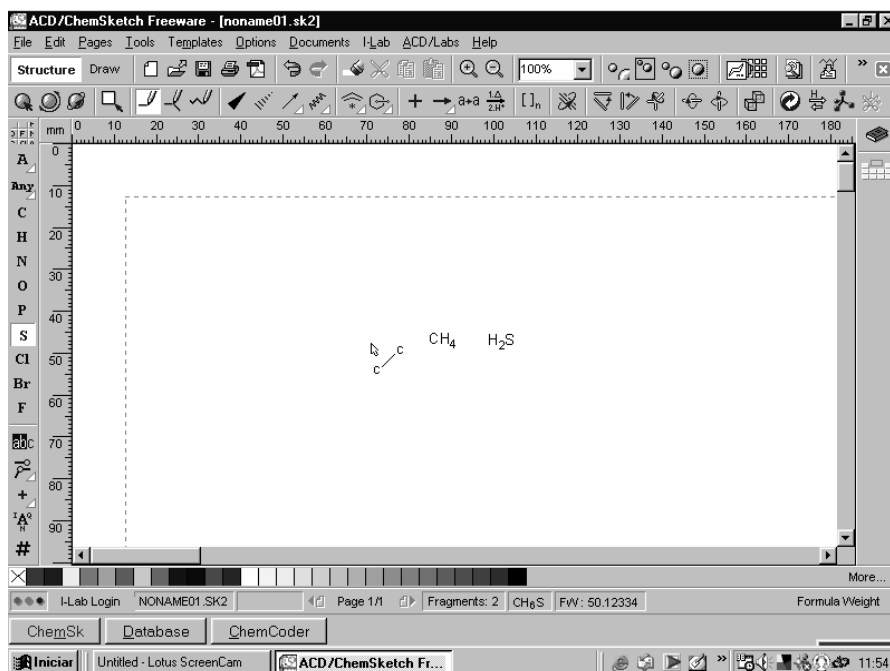 ACD/ChemSketch Freeware - [noname01.sk2]
File Edit Pages Tools Templates Options Documents I-Lab ACD/Labs Help
Structure Draw 100% »
[]n
mm 0 10 20 30 40 50 60 70 80 90 100 110 120 130 140 150 160 170 180
0
10
20
30
40
50
60
70
80
90
A
Any
C
H
N
O
P
S
Cl
Br
F
abc
+
#
CH4 H2S
c
c
More...
I-Lab Login NONAME01.SK2 Page 1/1 Fragments: 2 CH6S FW: 50.12334 Formula Weight
ChemSk Database ChemCoder
Iniciar Untitled - Lotus ScreenCam ACD/ChemSketch Fr... » 11:54